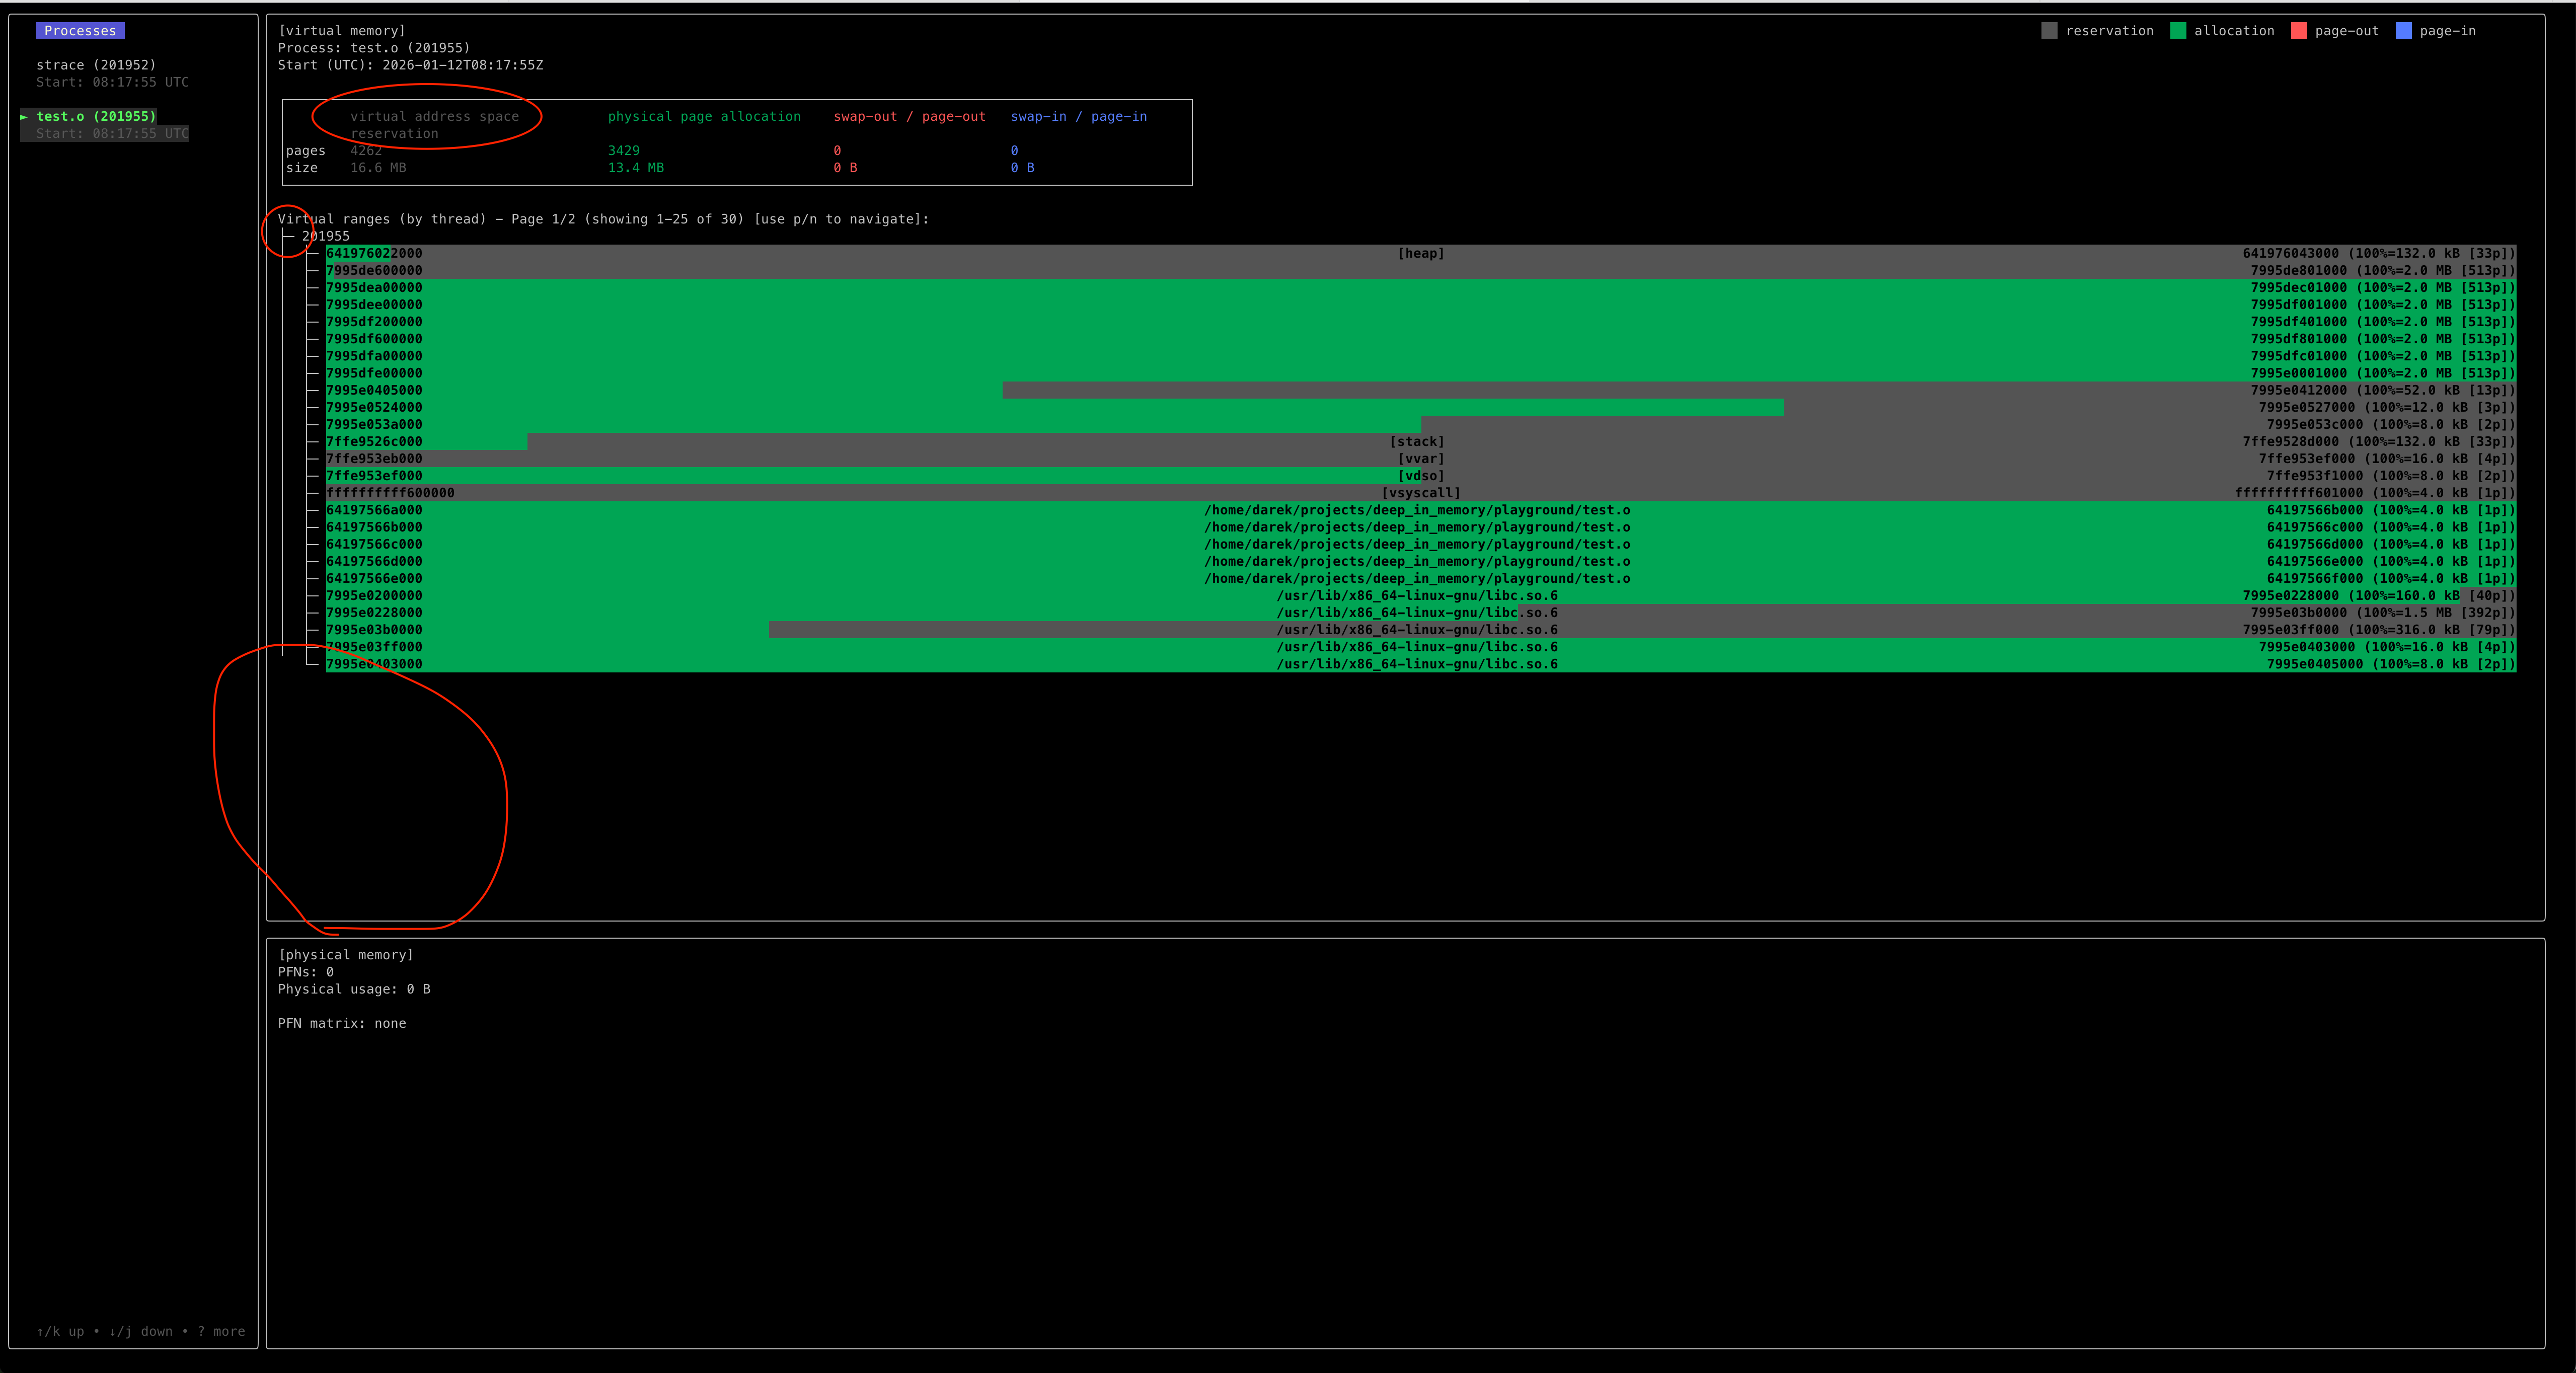 Processes
strace (201952)
Start: 08:17:55 UTC
► test.o (201955)
Start: 08:17:55 UTC
↑/k up • ↓/j down • ? more
[virtual memory]
Process: test.o (201955)
Start (UTC): 2026-01-12T08:17:55Z
reservation allocation page-out page-in
virtual address space physical page allocation swap-out / page-out swap-in / page-in
reservation
pages 4262 3429 0 0
size 16.6 MB 13.4 MB 0 B 0 B
Virtual ranges (by thread) - Page 1/2 (showing 1-25 of 30) [use p/n to navigate]:
201955
641976022000 [heap] 641976043000 (100%=132.0 kB [33p])
7995de600000 7995de801000 (100%=2.0 MB [513p])
7995dea00000 7995dec01000 (100%=2.0 MB [513p])
7995dee00000 7995df001000 (100%=2.0 MB [513p])
7995df200000 7995df401000 (100%=2.0 MB [513p])
7995df600000 7995df801000 (100%=2.0 MB [513p])
7995dfa00000 7995dfc01000 (100%=2.0 MB [513p])
7995dfe00000 7995e0001000 (100%=2.0 MB [513p])
7995e0405000 7995e0412000 (100%=52.0 kB [13p])
7995e0524000 7995e0527000 (100%=12.0 kB [3p])
7995e053a000 7995e053c000 (100%=8.0 kB [2p])
7ffe9526c000 [stack] 7ffe9528d000 (100%=132.0 kB [33p])
7ffe953eb000 [vvar] 7ffe953ef000 (100%=16.0 kB [4p])
7ffe953ef000 [vdso] 7ffe953f1000 (100%=8.0 kB [2p])
ffffffffff600000 [vsyscall] ffffffffff601000 (100%=4.0 kB [1p])
64197566a000 /home/darek/projects/deep_in_memory/playground/test.o 64197566b000 (100%=4.0 kB [1p])
64197566b000 /home/darek/projects/deep_in_memory/playground/test.o 64197566c000 (100%=4.0 kB [1p])
64197566c000 /home/darek/projects/deep_in_memory/playground/test.o 64197566d000 (100%=4.0 kB [1p])
64197566d000 /home/darek/projects/deep_in_memory/playground/test.o 64197566e000 (100%=4.0 kB [1p])
64197566e000 /home/darek/projects/deep_in_memory/playground/test.o 64197566f000 (100%=4.0 kB [1p])
7995e0200000 /usr/lib/x86_64-linux-gnu/libc.so.6 7995e0228000 (100%=160.0 kB [40p])
7995e0228000 /usr/lib/x86_64-linux-gnu/libc.so.6 7995e03b0000 (100%=1.5 MB [392p])
7995e03b0000 /usr/lib/x86_64-linux-gnu/libc.so.6 7995e03ff000 (100%=316.0 kB [79p])
7995e03ff000 /usr/lib/x86_64-linux-gnu/libc.so.6 7995e0403000 (100%=16.0 kB [4p])
7995e0403000 /usr/lib/x86_64-linux-gnu/libc.so.6 7995e0405000 (100%=8.0 kB [2p])
[physical memory]
PFNs: 0
Physical usage: 0 B
PFN matrix: none